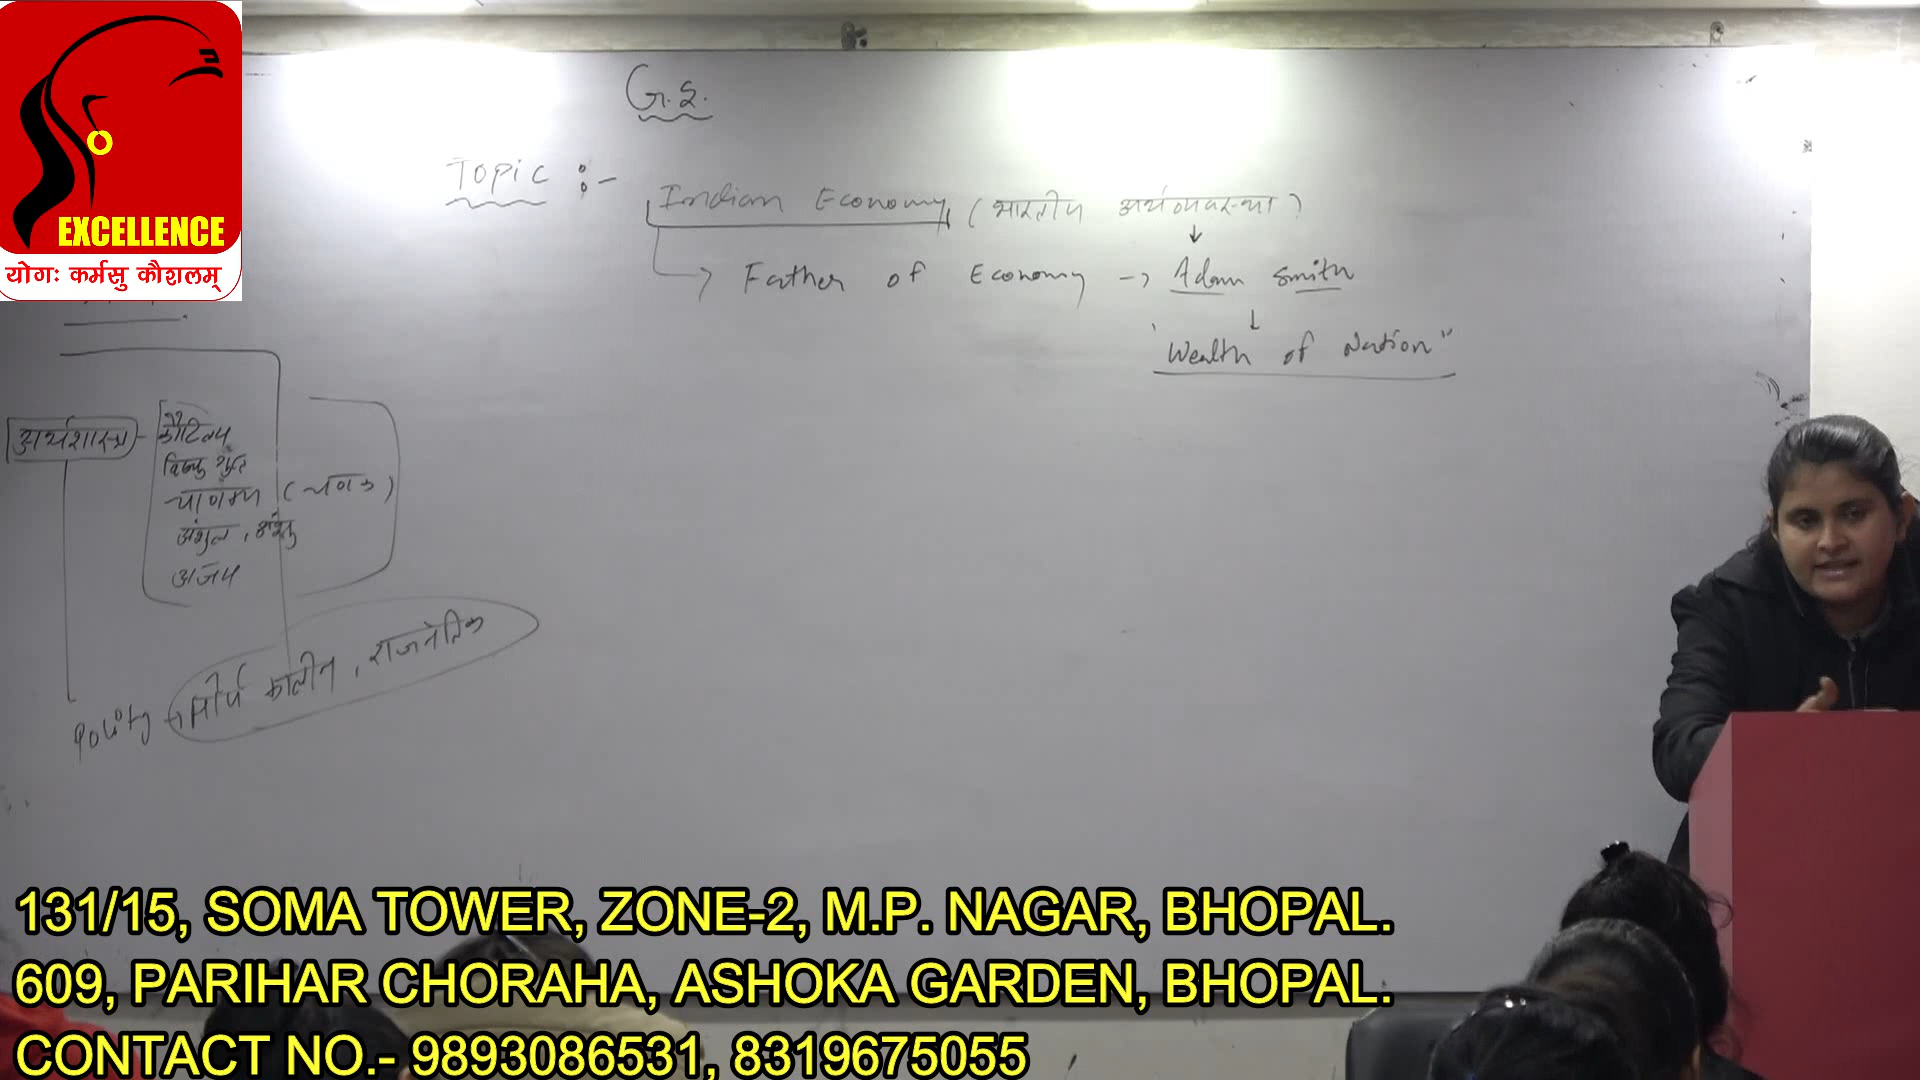 EXCELLENCE
योगः कर्मसु कौशलम्
G.S.
Topic :-
Indian Economy (भारतीय अर्थव्यवस्था)
Father of Economy → Adam Smith
"Wealth of Nation"
अर्थशास्त्र - कौटिल्य
विष्णु गुप्त
चाणक्य (चणक)
अंशुल,
अजय
Polity → मौर्य कालीन, राजनैतिक
131/15, SOMA TOWER, ZONE-2, M.P. NAGAR, BHOPAL.
609, PARIHAR CHORAHA, ASHOKA GARDEN, BHOPAL.
CONTACT NO.- 9893086531, 8319675055